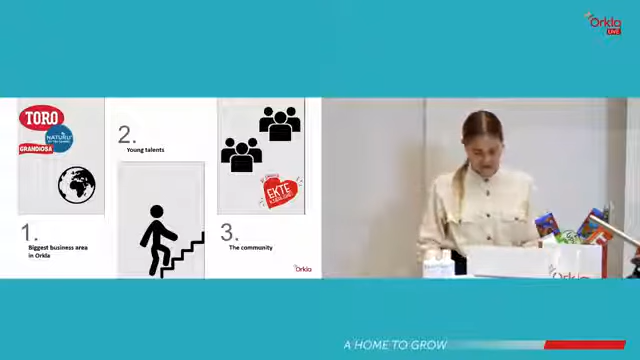 Orkla
LIVE
TORO
NATURLI'
GRANDIOSA
2.
Young talents
EKTE
1.
Biggest business area
in Orkla
3.
The community
Orkla
Orkla
A HOME TO GROW